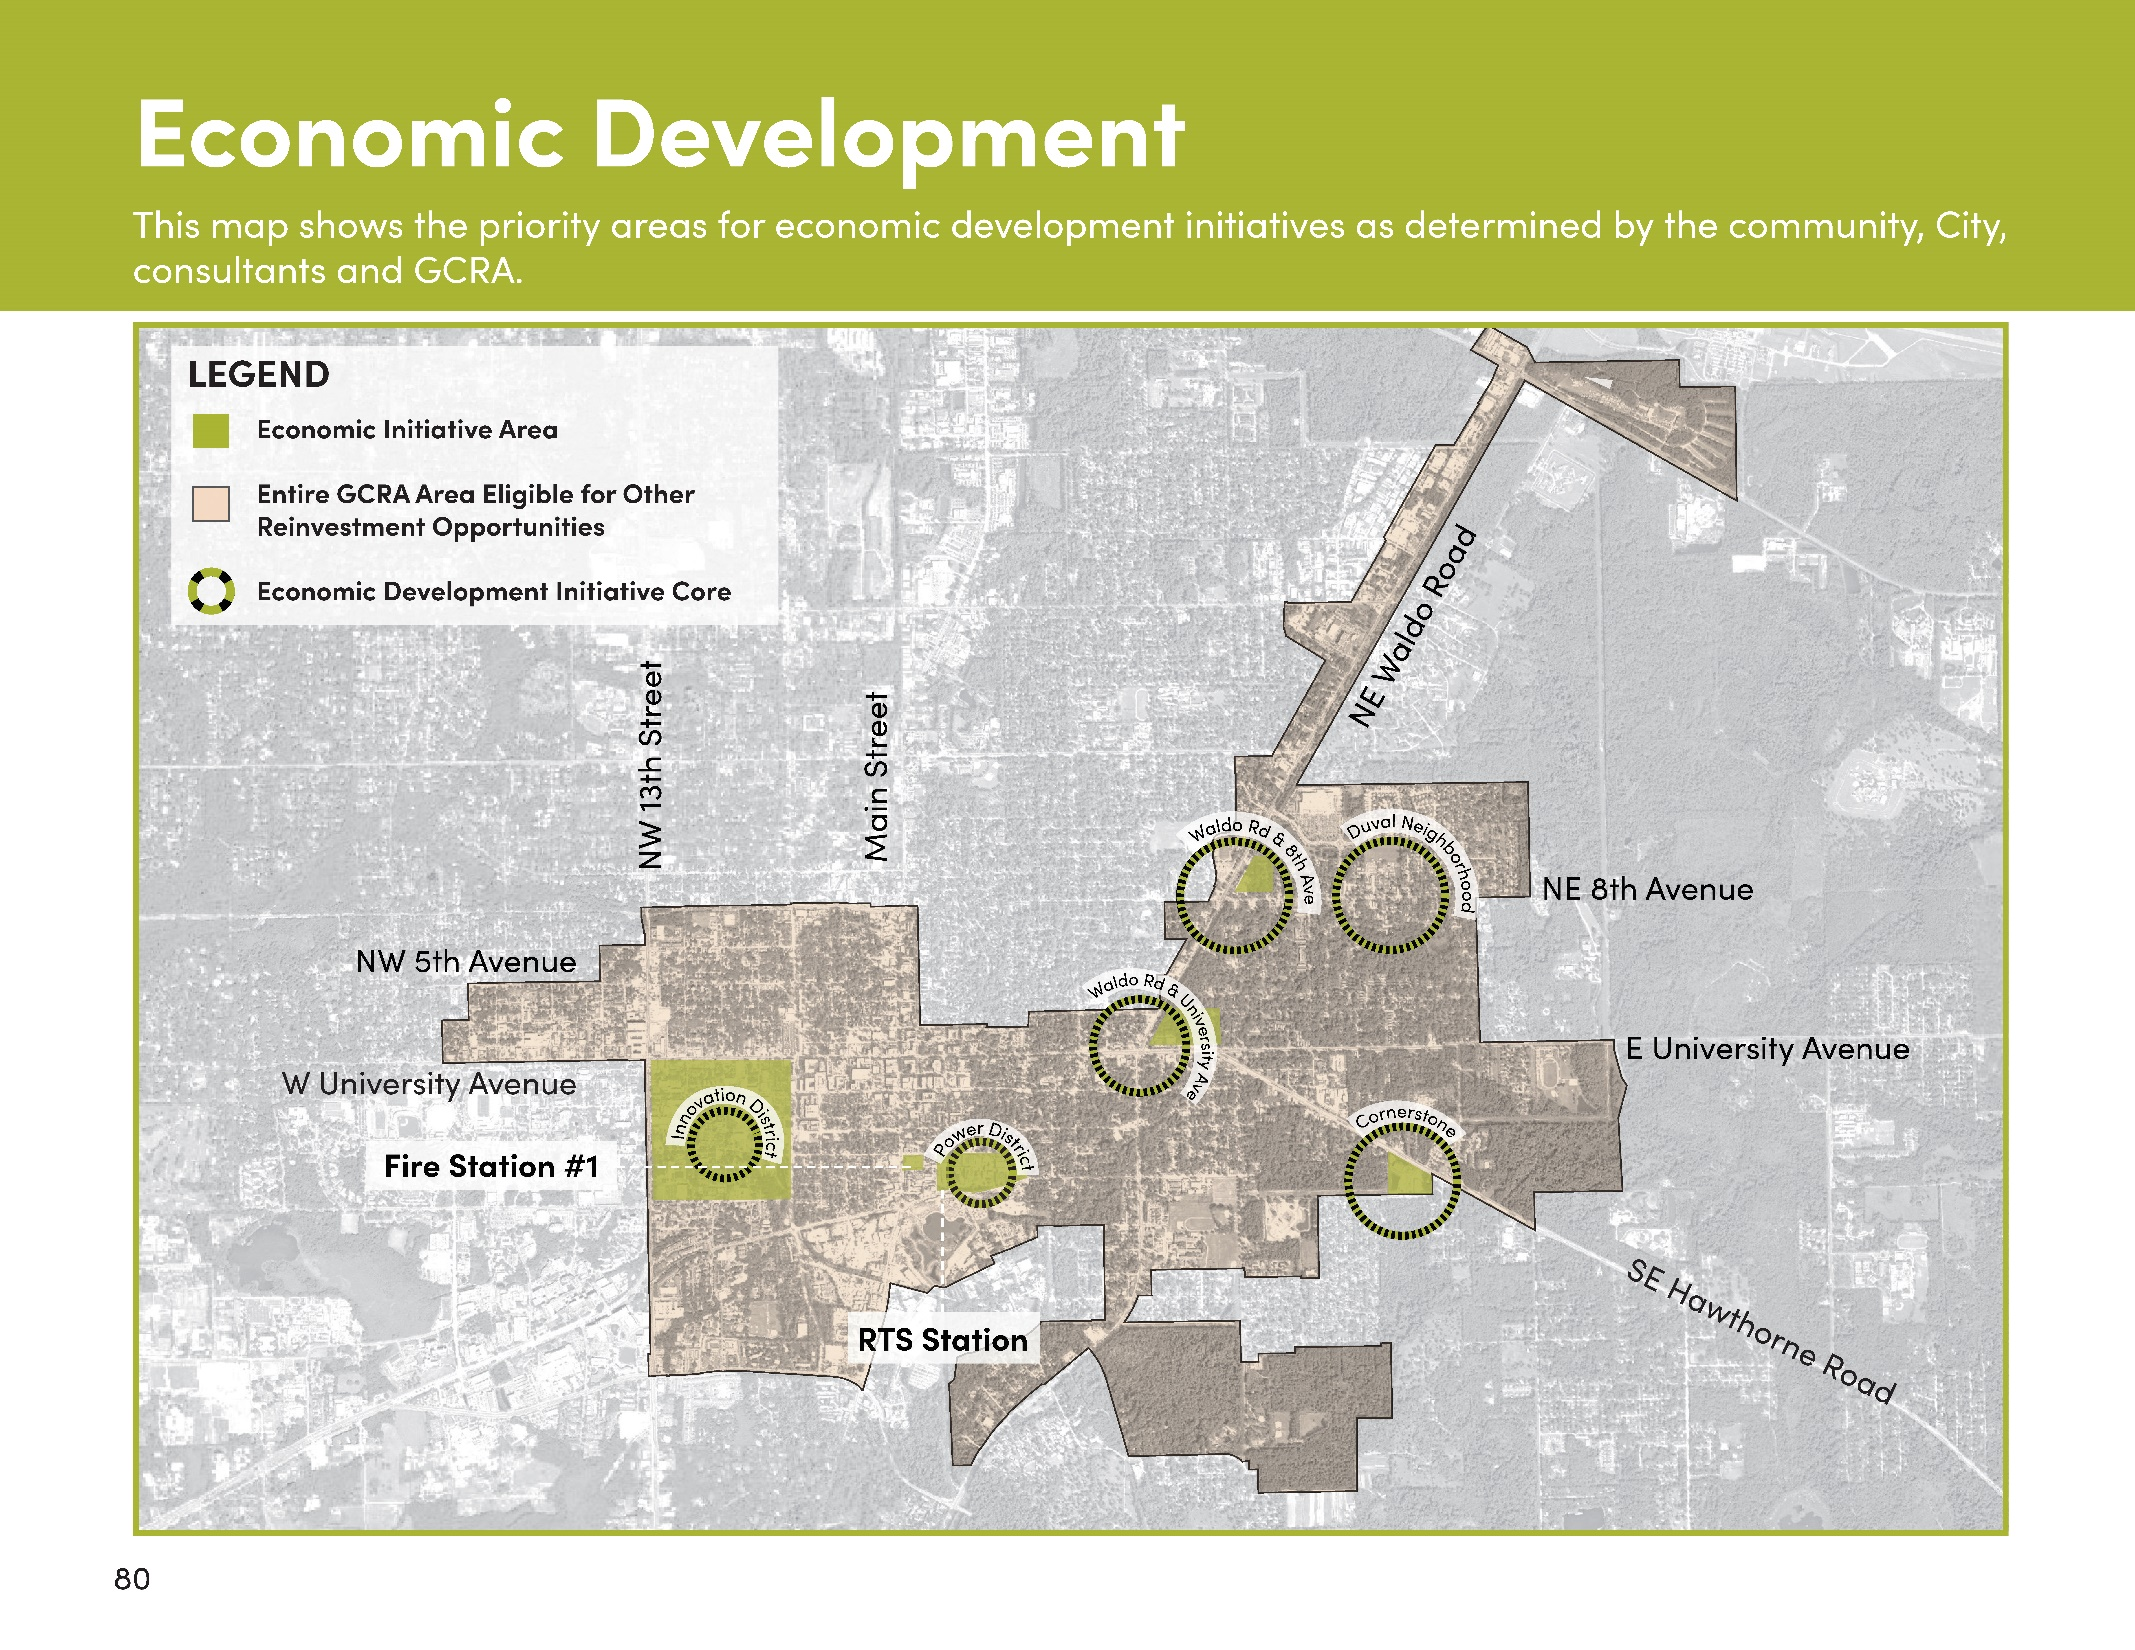 Economic Development
This map shows the priority areas for economic development initiatives as determined by the community, City,
consultants and GCRA.
LEGEND
Economic Initiative Area
Entire GCRA Area Eligible for Other
Reinvestment Opportunities
Economic Development Initiative Core
NE Waldo Road
NW 13th Street
Main Street
Waldo Rd & 8th Ave
Duval Neighborhood
NE 8th Avenue
NW 5th Avenue
Waldo Rd & University Ave
E University Avenue
W University Avenue
Innovation District
Power District
Cornerstone
Fire Station #1
SE Hawthorne Road
RTS Station
80